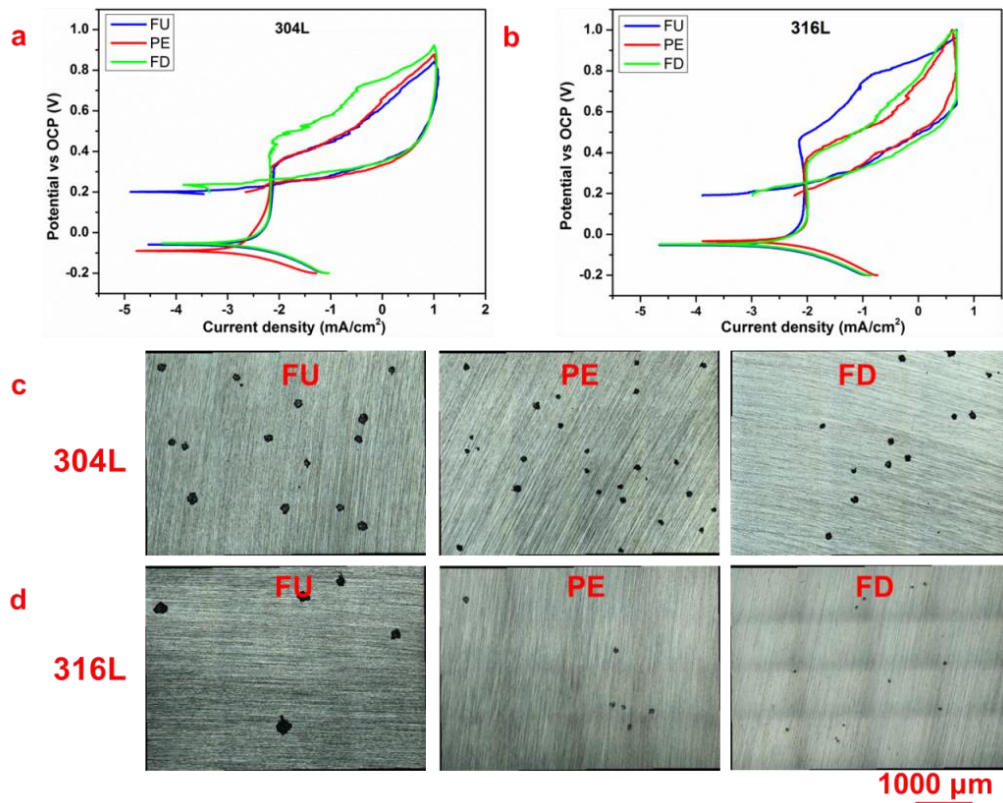 a
304L
FU
PE
FD
1.0
0.8
0.6
0.4
0.2
0.0
-0.2
Potential vs OCP (V)
-5 -4 -3 -2 -1 0 1 2
Current density (mA/cm²)
b
316L
FU
PE
FD
1.0
0.8
0.6
0.4
0.2
0.0
-0.2
Potential vs OCP (V)
-5 -4 -3 -2 -1 0 1
Current density (mA/cm²)
c
304L
FU
PE
FD
d
316L
FU
PE
FD
1000 µm